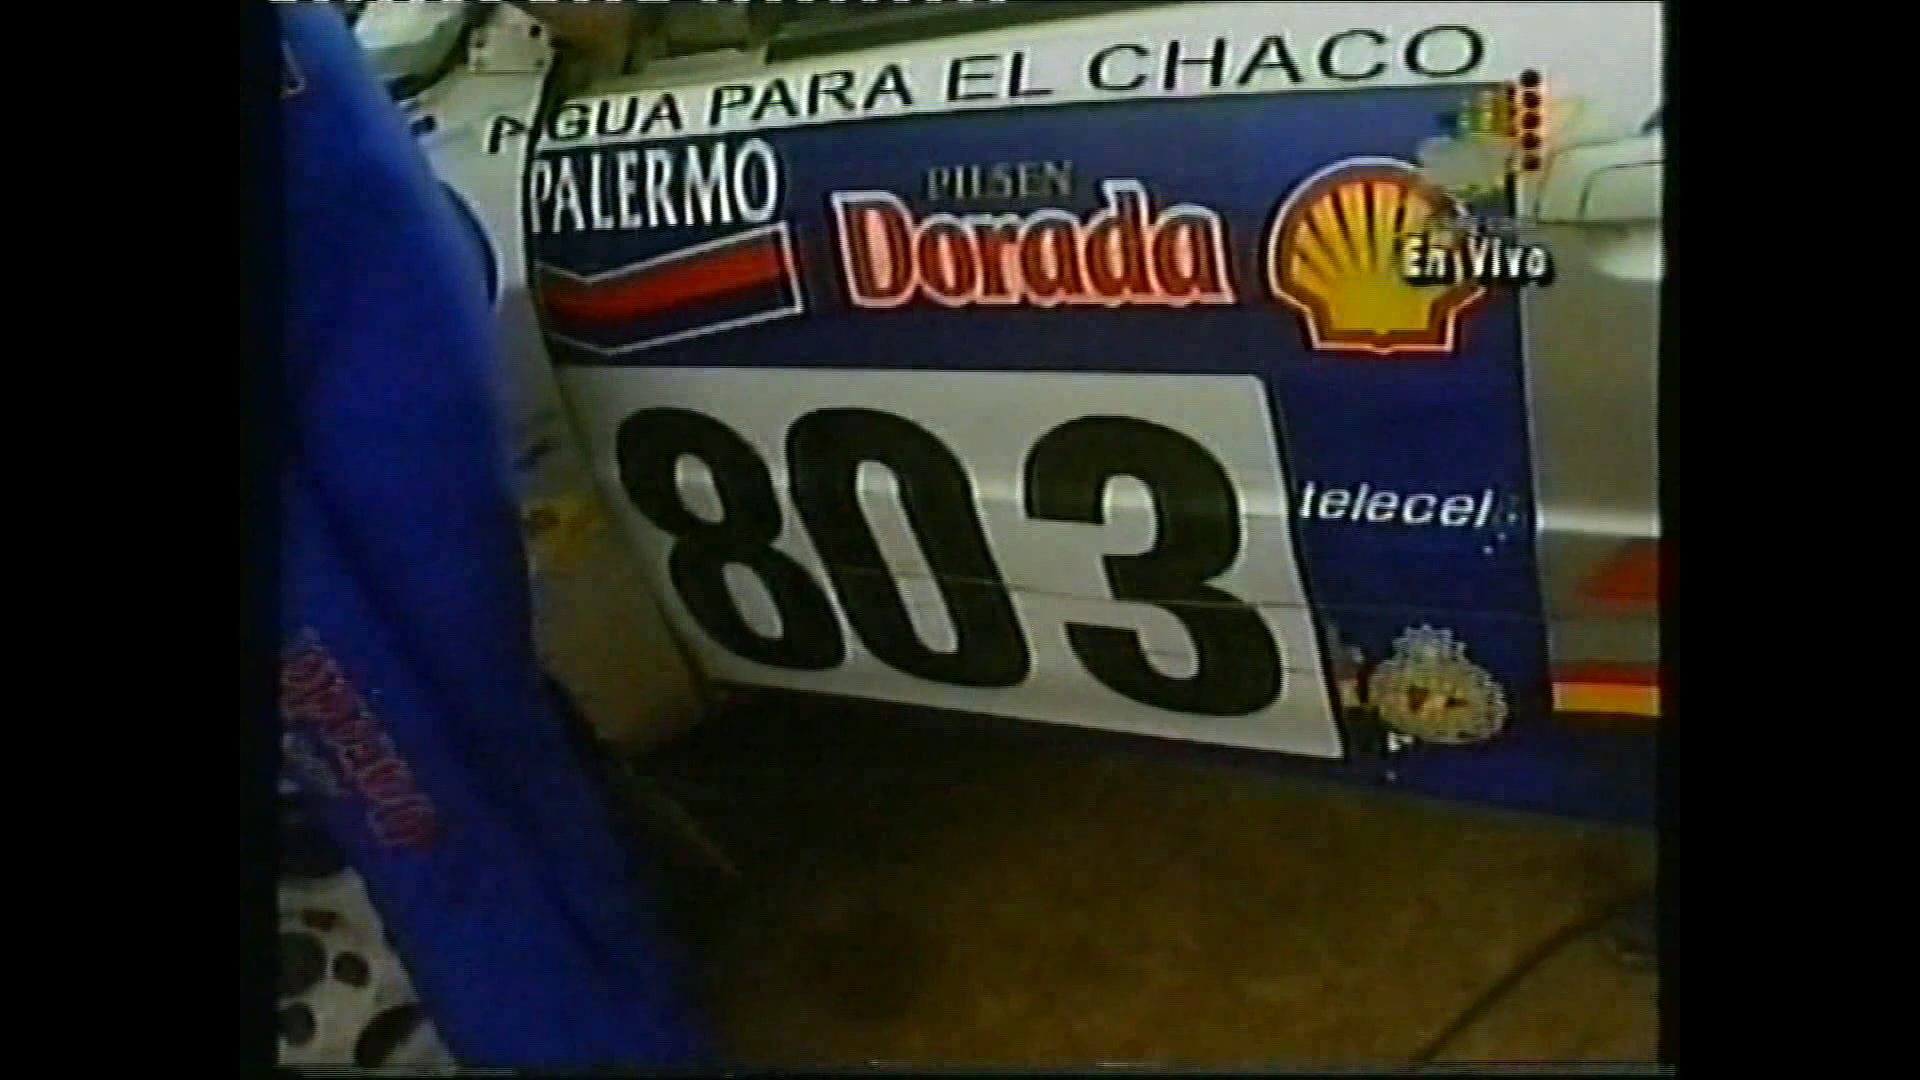 AGUA PARA EL CHACO
PALERMO
PILSEN
Dorada
En Vivo
803
telecel